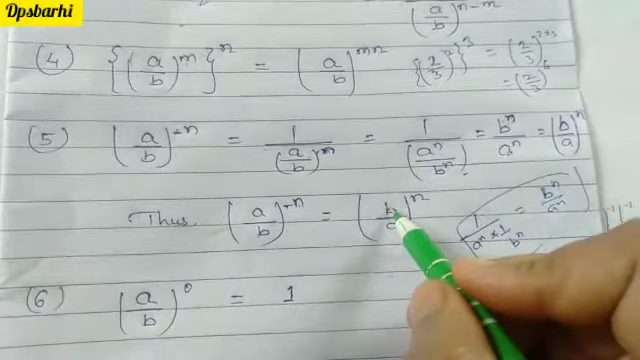 Dpsbarhi
(a/b)^{n-m}
(4) {(a/b)^m}^n = (a/b)^{mn} {(2/3)^2}^3 = (2/3)^{2×3}
= (2/3)^6
(5) (a/b)^{-n} = 1/(a/b)^n = 1/(a^n/b^n) = b^n/a^n = (b/a)^n
Thus (a/b)^{-n} = (b/a)^n 1/(a^n × 1/b^n) = b^n/a^n
(6) (a/b)^0 = 1